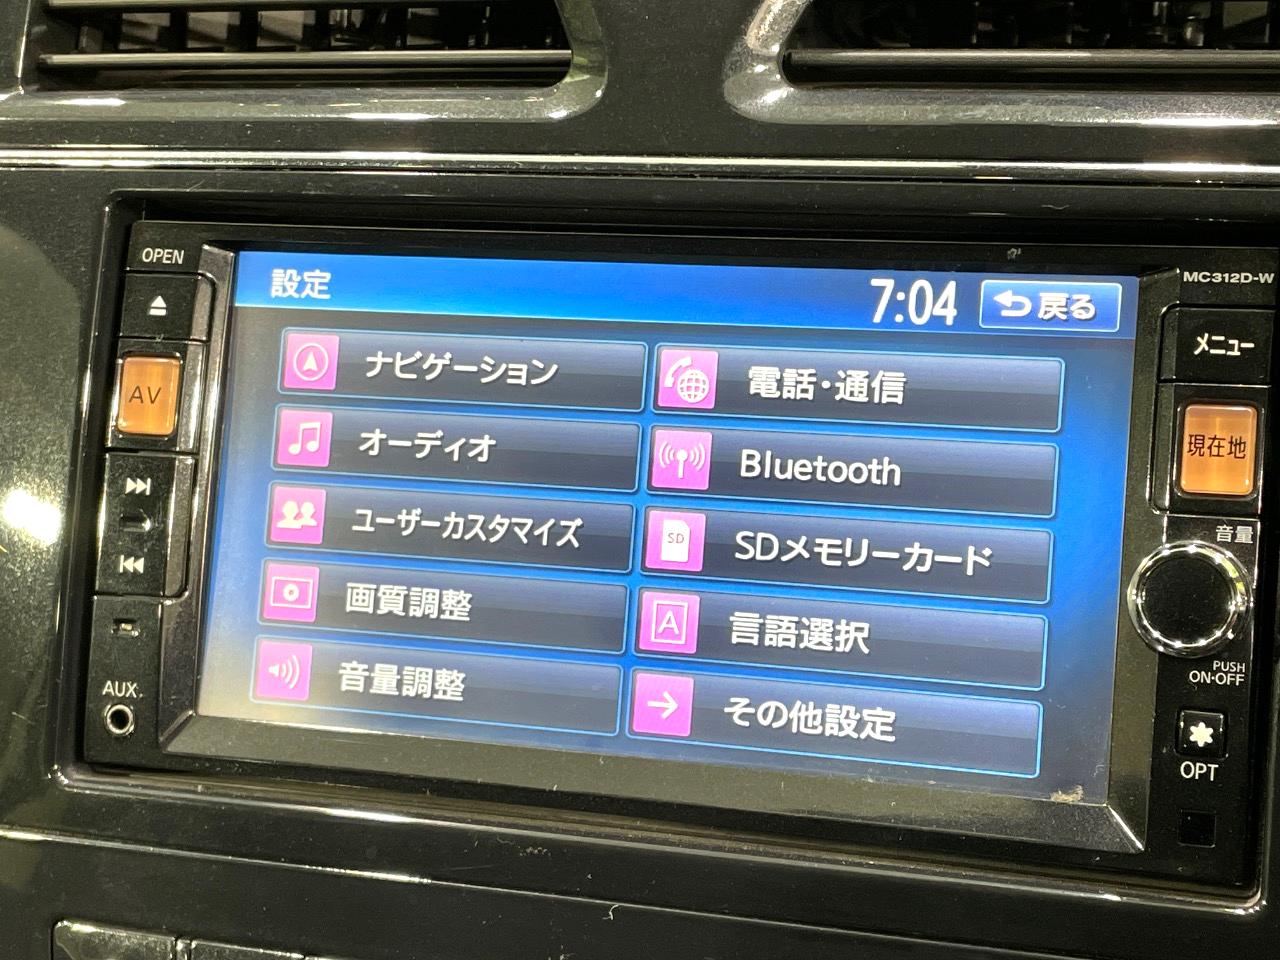 OPEN
MC312D-W
設定
7:04
戻る
メニュー
AV
ナビゲーション
電話・通信
現在地
オーディオ
Bluetooth
音量
ユーザーカスタマイズ
SD
SDメモリーカード
画質調整
A
言語選択
PUSH
ON・OFF
音量調整
その他設定
AUX
OPT